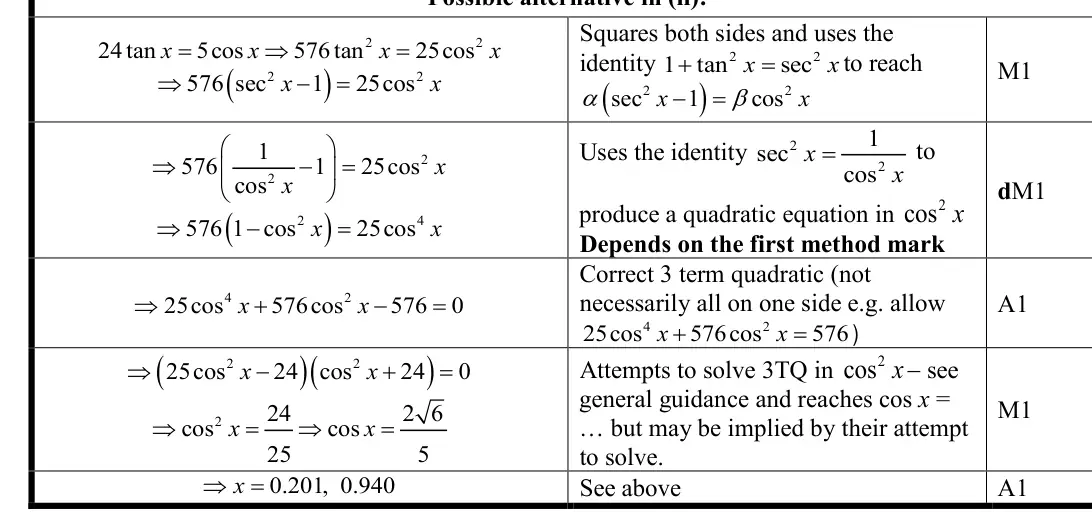 Possible alternative in (ii):
24 tan x = 5 cos x ⇒ 576 tan² x = 25 cos² x
⇒ 576(sec² x − 1) = 25 cos² x
Squares both sides and uses the
identity 1 + tan² x = sec² x to reach
α(sec² x − 1) = β cos² x
M1
⇒ 576(1/cos² x − 1) = 25 cos² x
⇒ 576(1 − cos² x) = 25 cos⁴ x
Uses the identity sec² x = 1/cos² x to
produce a quadratic equation in cos² x
Depends on the first method mark
dM1
⇒ 25 cos⁴ x + 576 cos² x − 576 = 0
Correct 3 term quadratic (not
necessarily all on one side e.g. allow
25 cos⁴ x + 576 cos² x = 576)
A1
⇒ (25 cos² x − 24)(cos² x + 24) = 0
⇒ cos² x = 24/25 ⇒ cos x = 2√6/5
Attempts to solve 3TQ in cos² x – see
general guidance and reaches cos x =
… but may be implied by their attempt
to solve.
M1
⇒ x = 0.201, 0.940
See above
A1